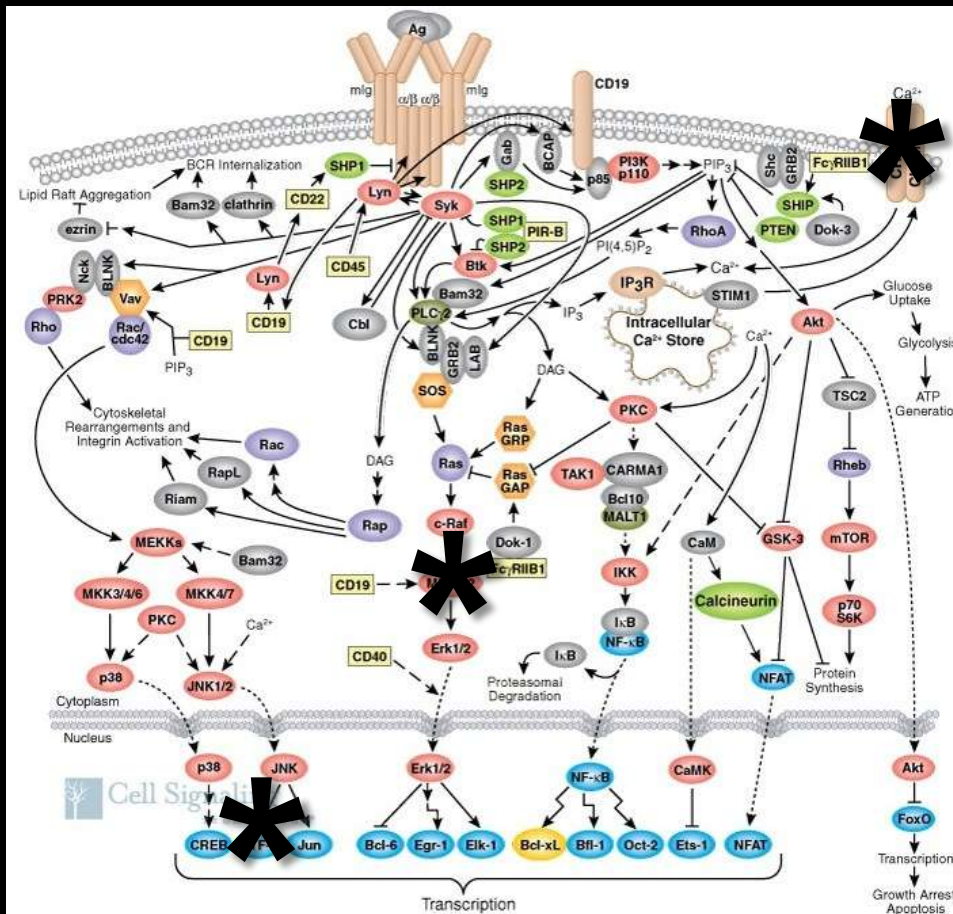 Ag
mIg
α/β α/β
mIg
CD19
Ca²⁺
BCR Internalization
Lipid Raft Aggregation
Bam32
clathrin
ezrin
SHP1
CD22
Lyn
Syk
Gab
SHP2
BCAP
p85
PI3K
p110
PIP₃
Shc
GRB2
FcγRIIB1
SHIP
PTEN
Dok-3
SHP1
SHP2
PIR-B
RhoA
PI(4,5)P₂
Nck
BLNK
PRK2
Vav
Rho
Rac/
cdc42
CD19
PIP₃
Lyn
CD19
CD45
Cbl
Btk
Bam32
PLCγ2
BLNK
GRB2
LAB
SOS
IP₃
IP₃R
Ca²⁺
STIM1
Intracellular
Ca²⁺ Store
Ca²⁺
Akt
Glucose
Uptake
Glycolysis
ATP
Generation
DAG
PKC
TSC2
Rheb
mTOR
p70
S6K
Protein
Synthesis
Cytoskeletal
Rearrangements and
Integrin Activation
Rac
RapL
Riam
DAG
Rap
Ras
Ras
GRP
Ras
GAP
c-Raf
Dok-1
FcγRIIB1
TAK1
CARMA1
Bcl10
MALT1
IKK
IκB
NF-κB
IκB
Proteasomal
Degradation
CaM
GSK-3
Calcineurin
NFAT
MEKKs
Bam32
MKK3/4/6
MKK4/7
PKC
Ca²⁺
p38
JNK1/2
CD19
Erk1/2
CD40
Cytoplasm
Nucleus
p38
JNK
Erk1/2
NF-κB
CaMK
Akt
Cell Signali
CREB
Jun
Bcl-6
Egr-1
Elk-1
Bcl-xL
Bfl-1
Oct-2
Ets-1
NFAT
FoxO
Transcription
Transcription
Growth Arrest
Apoptosis